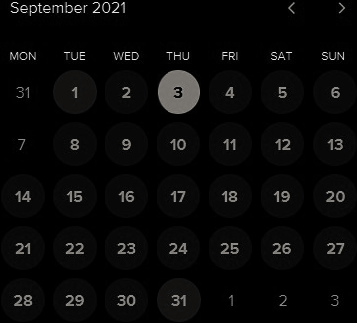 September 2021
MON TUE WED THU FRI SAT SUN
31 1 2 3 4 5 6
7 8 9 10 11 12 13
14 15 16 17 18 19 20
21 22 23 24 25 26 27
28 29 30 31 1 2 3